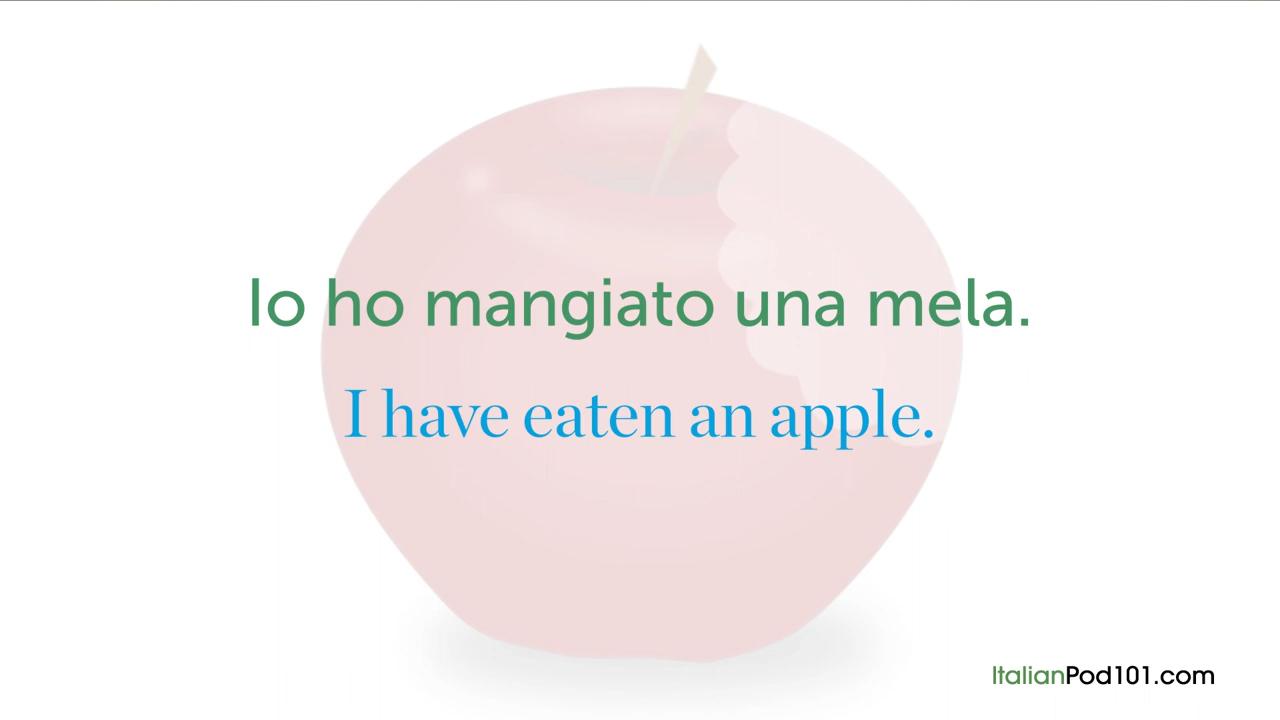 Io ho mangiato una mela.
I have eaten an apple.
ItalianPod101.com